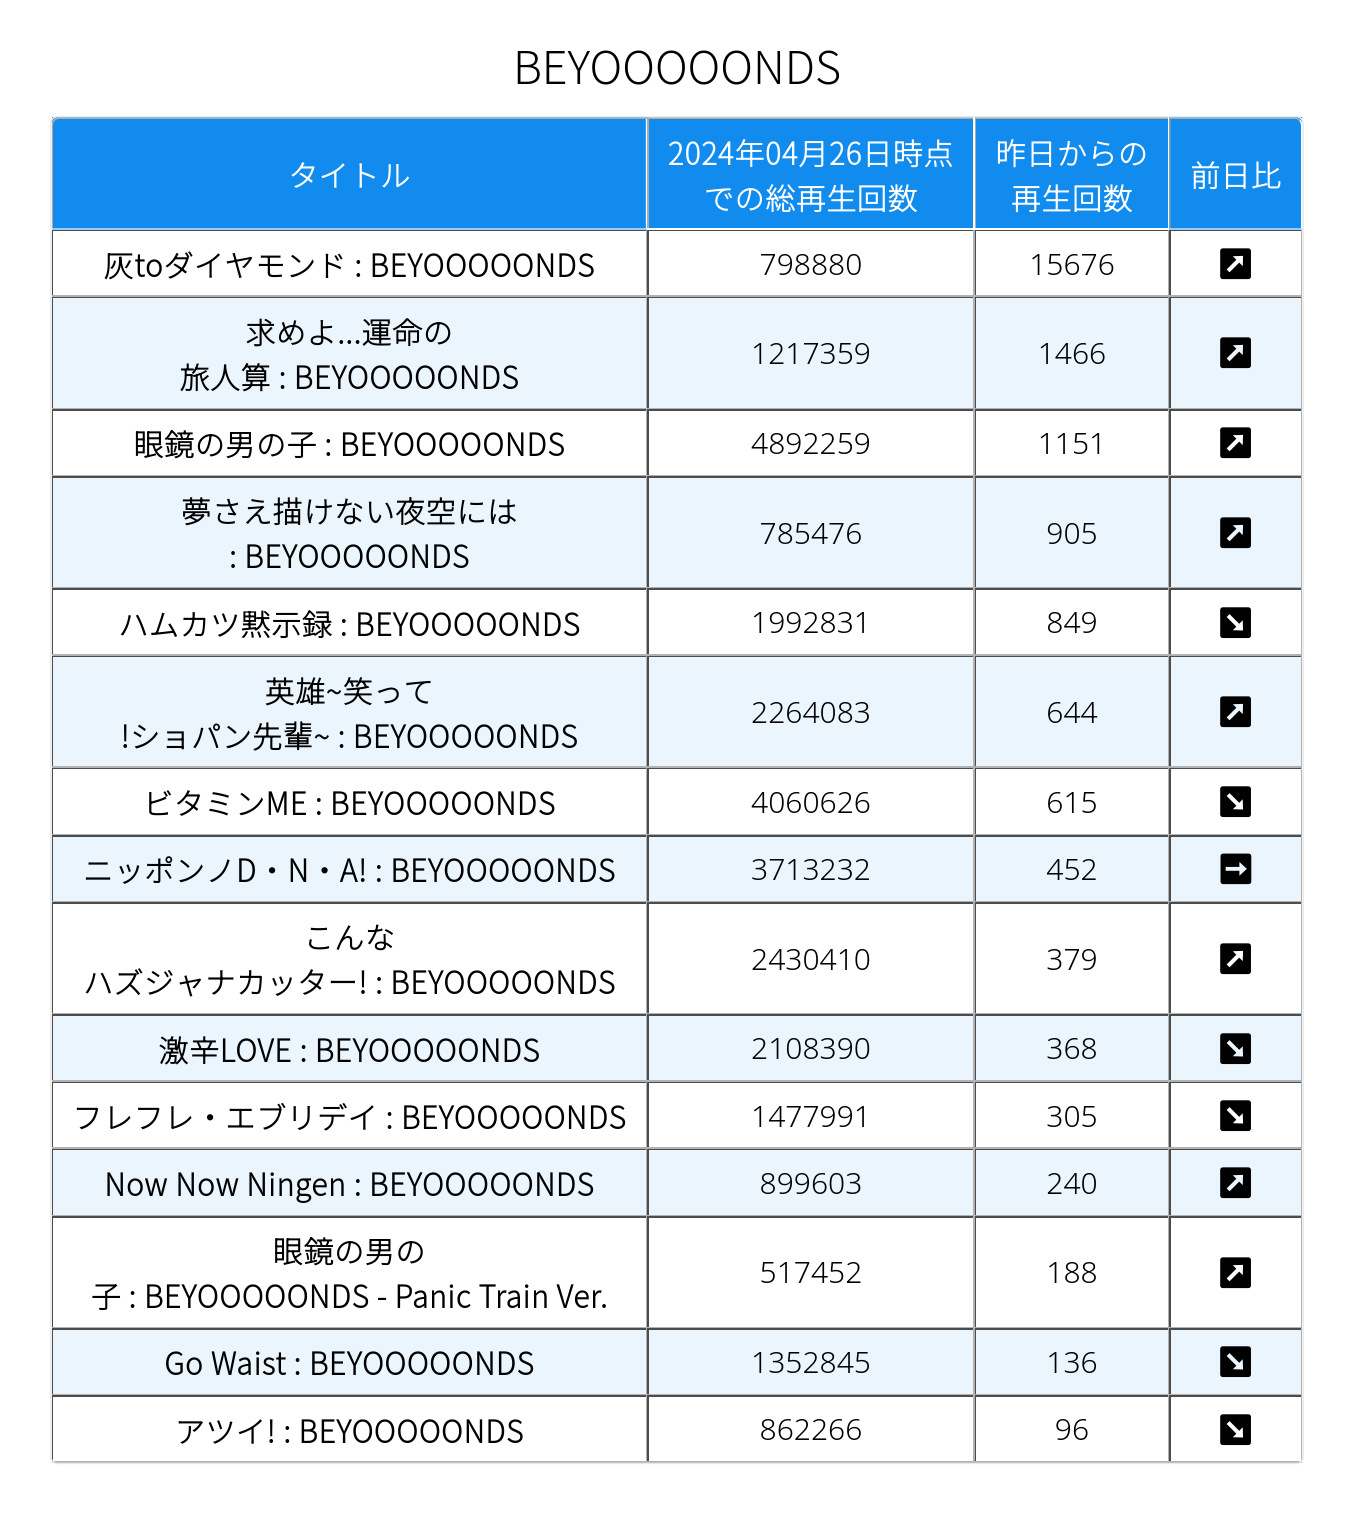 BEYOOOOONDS
タイトル
2024年04月26日時点
での総再生回数
昨日からの
再生回数
前日比
灰toダイヤモンド : BEYOOOOONDS 798880 15676
求めよ...運命の
旅人算 : BEYOOOOONDS 1217359 1466
眼鏡の男の子 : BEYOOOOONDS 4892259 1151
夢さえ描けない夜空には
: BEYOOOOONDS 785476 905
ハムカツ黙示録 : BEYOOOOONDS 1992831 849
英雄~笑って
!ショパン先輩~ : BEYOOOOONDS 2264083 644
ビタミンME : BEYOOOOONDS 4060626 615
ニッポンノD・N・A! : BEYOOOOONDS 3713232 452
こんな
ハズジャナカッター! : BEYOOOOONDS 2430410 379
激辛LOVE : BEYOOOOONDS 2108390 368
フレフレ・エブリデイ : BEYOOOOONDS 1477991 305
Now Now Ningen : BEYOOOOONDS 899603 240
眼鏡の男の
子 : BEYOOOOONDS - Panic Train Ver. 517452 188
Go Waist : BEYOOOOONDS 1352845 136
アツイ! : BEYOOOOONDS 862266 96